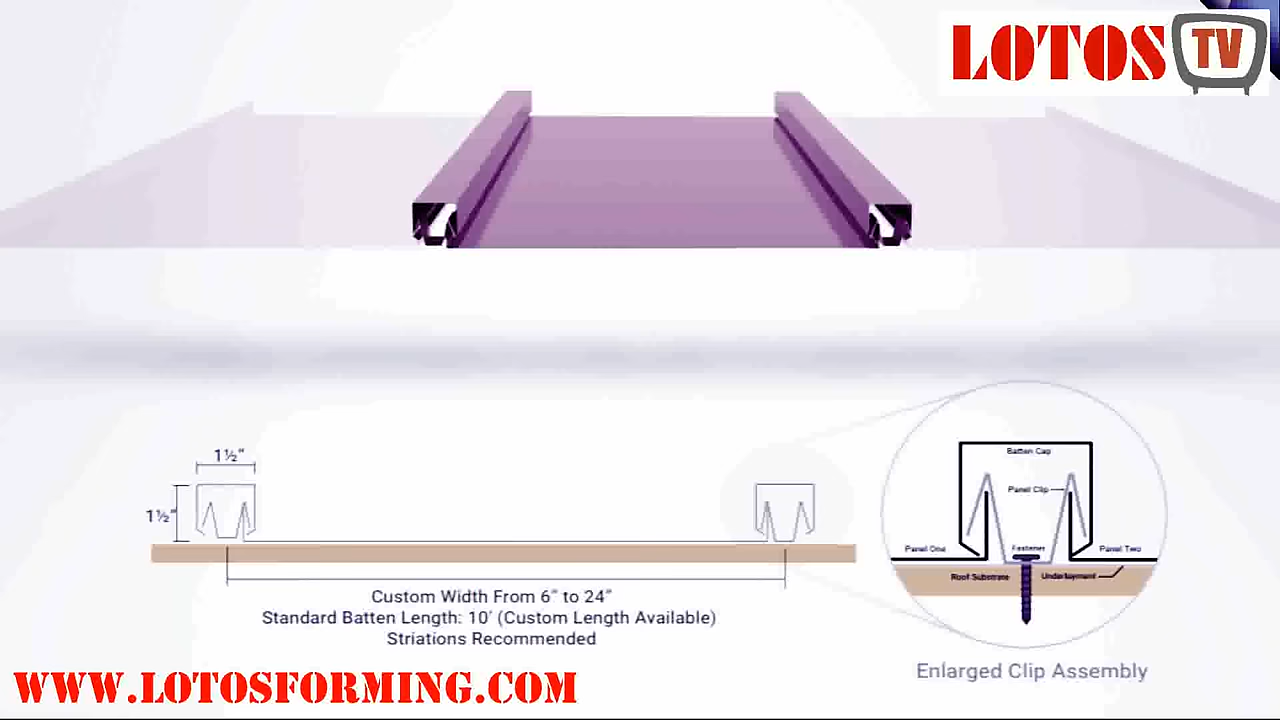 LOTOS TV
1½"
1½"
Custom Width From 6" to 24"
Standard Batten Length: 10' (Custom Length Available)
Striations Recommended
Batten Cap
Panel Clip
Panel One
Fastener
Panel Two
Roof Substrate
Underlayment
Enlarged Clip Assembly
WWW.LOTOSFORMING.COM